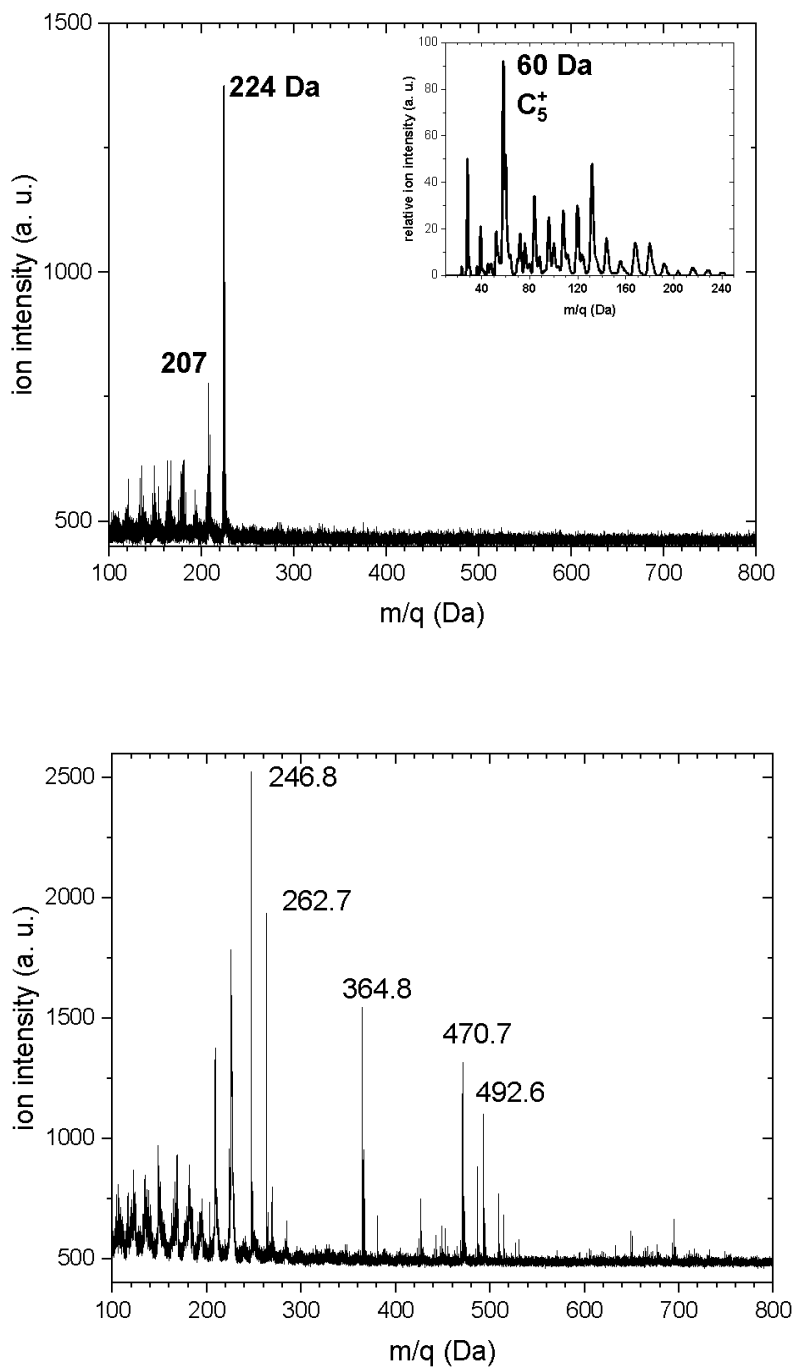 1500
1000
500
ion intensity (a. u.)
224 Da
207
100 200 300 400 500 600 700 800
m/q (Da)
100
80
60
40
20
0
relative ion intensity (a. u.)
60 Da
C₅⁺
40 80 120 160 200 240
m/q (Da)
2500
2000
1500
1000
500
ion intensity (a. u.)
246.8
262.7
364.8
470.7
492.6
100 200 300 400 500 600 700 800
m/q (Da)